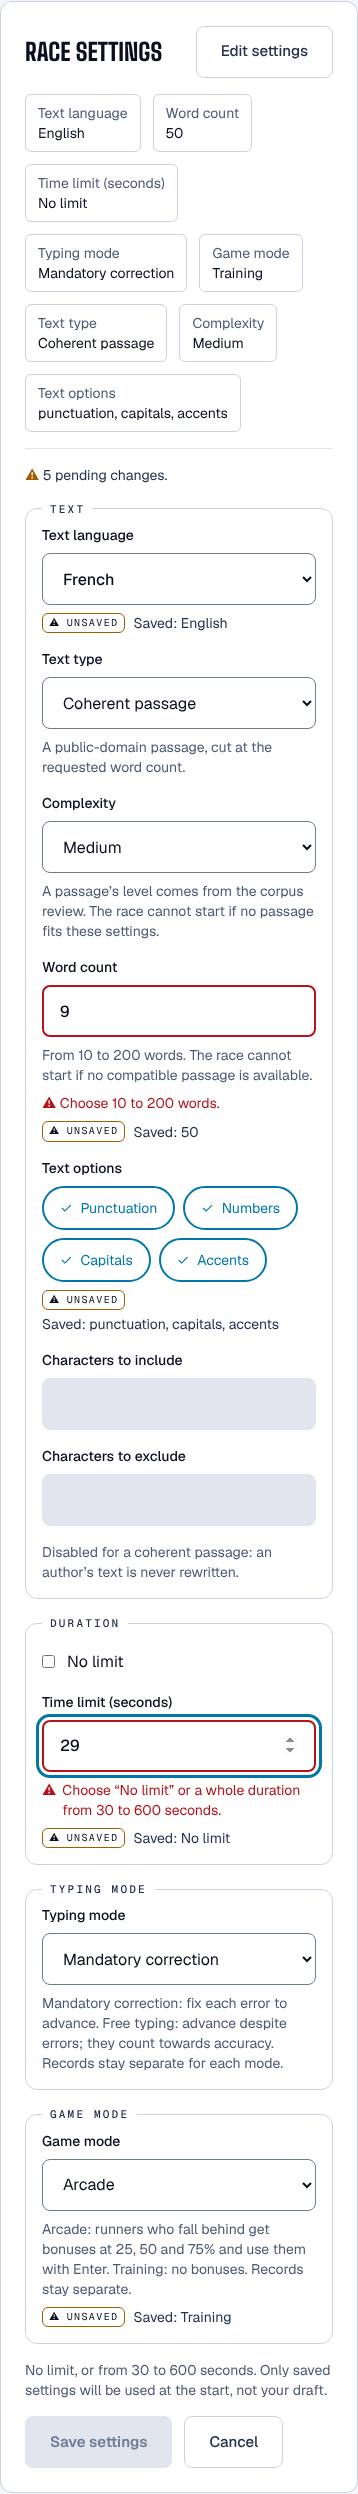 RACE SETTINGS
Edit settings
Text language
English
Word count
50
Time limit (seconds)
No limit
Typing mode
Mandatory correction
Game mode
Training
Text type
Coherent passage
Complexity
Medium
Text options
punctuation, capitals, accents
5 pending changes.
TEXT
Text language
French
UNSAVED Saved: English
Text type
Coherent passage
A public-domain passage, cut at the
requested word count.
Complexity
Medium
A passage’s level comes from the corpus
review. The race cannot start if no passage
fits these settings.
Word count
9
From 10 to 200 words. The race cannot
start if no compatible passage is available.
Choose 10 to 200 words.
UNSAVED Saved: 50
Text options
✓ Punctuation ✓ Numbers
✓ Capitals ✓ Accents
UNSAVED
Saved: punctuation, capitals, accents
Characters to include
Characters to exclude
Disabled for a coherent passage: an
author’s text is never rewritten.
DURATION
No limit
Time limit (seconds)
29
Choose “No limit” or a whole duration
from 30 to 600 seconds.
UNSAVED Saved: No limit
TYPING MODE
Typing mode
Mandatory correction
Mandatory correction: fix each error to
advance. Free typing: advance despite
errors; they count towards accuracy.
Records stay separate for each mode.
GAME MODE
Game mode
Arcade
Arcade: runners who fall behind get
bonuses at 25, 50 and 75% and use them
with Enter. Training: no bonuses. Records
stay separate.
UNSAVED Saved: Training
No limit, or from 30 to 600 seconds. Only saved
settings will be used at the start, not your draft.
Save settings
Cancel